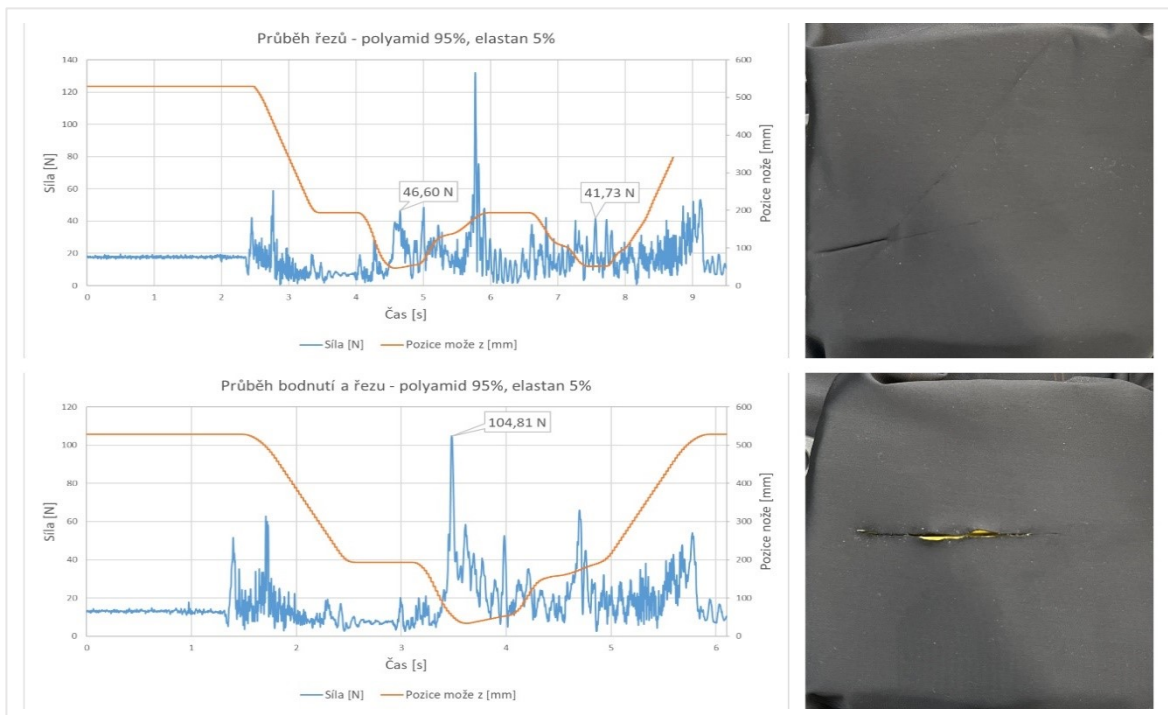 Průběh řezů - polyamid 95%, elastan 5%
140
120
100
80
60
40
20
0
Síla [N]
600
500
400
300
200
100
0
Pozice nože [mm]
46,60 N
41,73 N
0 1 2 3 4 5 6 7 8 9
Čas [s]
Síla [N] Pozice može z [mm]
Průběh bodnutí a řezu - polyamid 95%, elastan 5%
120
100
80
60
40
20
0
Síla [N]
600
500
400
300
200
100
0
Pozice nože [mm]
104,81 N
0 1 2 3 4 5 6
Čas [s]
Síla [N] Pozice može z [mm]